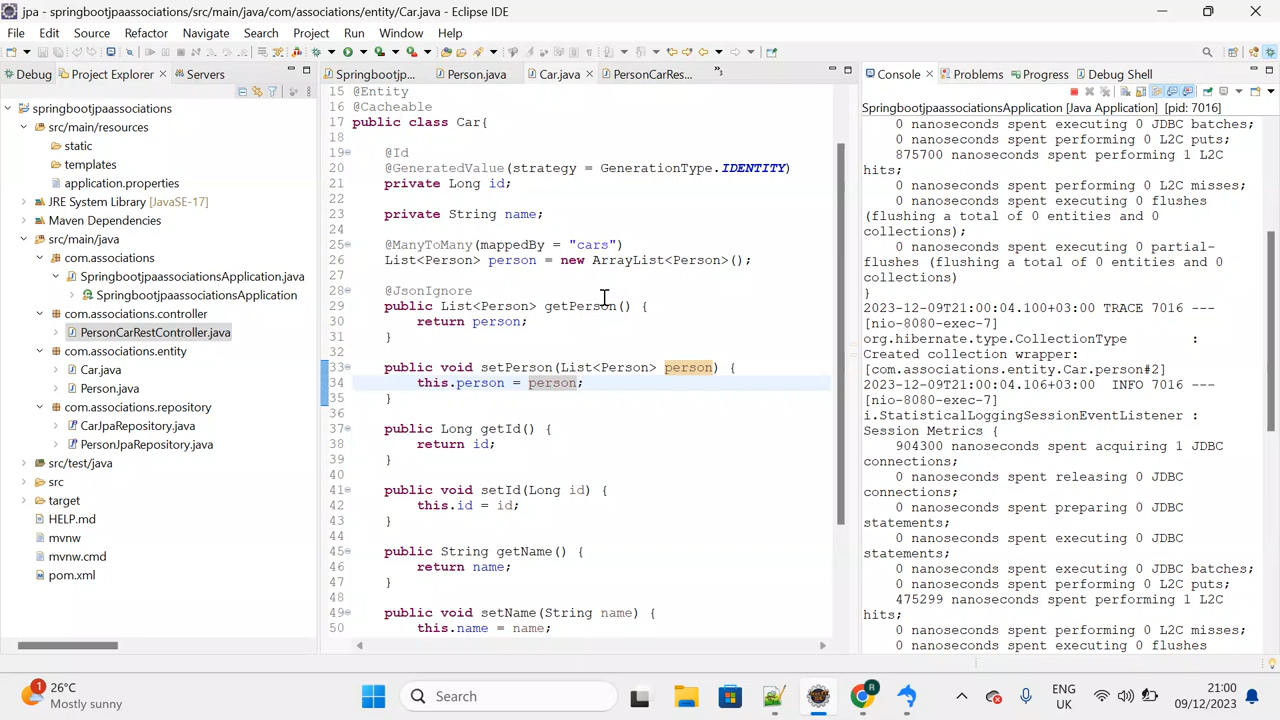 jpa - springbootjpaassociations/src/main/java/com/associations/entity/Car.java - Eclipse IDE
File Edit Source Refactor Navigate Search Project Run Window Help
Debug Project Explorer Servers
springbootjpaassociations
src/main/resources
static
templates
application.properties
JRE System Library [JavaSE-17]
Maven Dependencies
src/main/java
com.associations
SpringbootjpaassociationsApplication.java
SpringbootjpaassociationsApplication
com.associations.controller
PersonCarRestController.java
com.associations.entity
Car.java
Person.java
com.associations.repository
CarJpaRepository.java
PersonJpaRepository.java
src/test/java
src
target
HELP.md
mvnw
mvnw.cmd
pom.xml
Springbootjp... Person.java Car.java PersonCarRes...
15 @Entity
16 @Cacheable
17 public class Car{
18
19 @Id
20 @GeneratedValue(strategy = GenerationType.IDENTITY)
21 private Long id;
22
23 private String name;
24
25 @ManyToMany(mappedBy = "cars")
26 List<Person> person = new ArrayList<Person>();
27
28 @JsonIgnore
29 public List<Person> getPerson() {
30 return person;
31 }
32
33 public void setPerson(List<Person> person) {
34 this.person = person;
35 }
36
37 public Long getId() {
38 return id;
39 }
40
41 public void setId(Long id) {
42 this.id = id;
43 }
44
45 public String getName() {
46 return name;
47 }
48
49 public void setName(String name) {
50 this.name = name;
Console Problems Progress Debug Shell
SpringbootjpaassociationsApplication [Java Application] [pid: 7016]
0 nanoseconds spent executing 0 JDBC batches;
0 nanoseconds spent performing 0 L2C puts;
875700 nanoseconds spent performing 1 L2C
hits;
0 nanoseconds spent performing 0 L2C misses;
0 nanoseconds spent executing 0 flushes
(flushing a total of 0 entities and 0
collections);
0 nanoseconds spent executing 0 partial-
flushes (flushing a total of 0 entities and 0
collections)
}
2023-12-09T21:00:04.100+03:00 TRACE 7016 ---
[nio-8080-exec-7]
org.hibernate.type.CollectionType :
Created collection wrapper:
[com.associations.entity.Car.person#2]
2023-12-09T21:00:04.106+03:00 INFO 7016 ---
[nio-8080-exec-7]
i.StatisticalLoggingSessionEventListener :
Session Metrics {
904300 nanoseconds spent acquiring 1 JDBC
connections;
0 nanoseconds spent releasing 0 JDBC
connections;
0 nanoseconds spent preparing 0 JDBC
statements;
0 nanoseconds spent executing 0 JDBC
statements;
0 nanoseconds spent executing 0 JDBC batches;
0 nanoseconds spent performing 0 L2C puts;
475299 nanoseconds spent performing 1 L2C
hits;
0 nanoseconds spent performing 0 L2C misses;
0 nanoseconds spent executing 0 flushes
1
26°C
Mostly sunny
Search
R
ENG
UK
21:00
09/12/2023